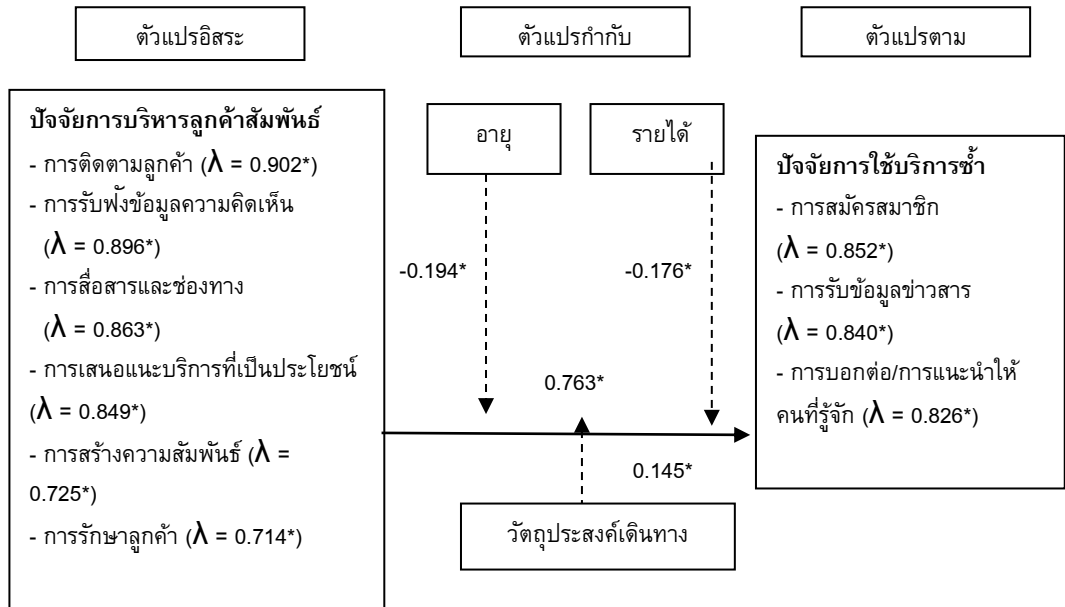 ตัวแปรอิสระ
ตัวแปรกำกับ
ตัวแปรตาม
ปัจจัยการบริหารลูกค้าสัมพันธ์
- การติดตามลูกค้า (λ = 0.902*)
- การรับฟังข้อมูลความคิดเห็น
(λ = 0.896*)
- การสื่อสารและช่องทาง
(λ = 0.863*)
- การเสนอแนะบริการที่เป็นประโยชน์
(λ = 0.849*)
- การสร้างความสัมพันธ์ (λ =
0.725*)
- การรักษาลูกค้า (λ = 0.714*)
อายุ
รายได้
-0.194*
-0.176*
0.763*
0.145*
วัตถุประสงค์เดินทาง
ปัจจัยการใช้บริการซ้ำ
- การสมัครสมาชิก
(λ = 0.852*)
- การรับข้อมูลข่าวสาร
(λ = 0.840*)
- การบอกต่อ/การแนะนำให้
คนที่รู้จัก (λ = 0.826*)